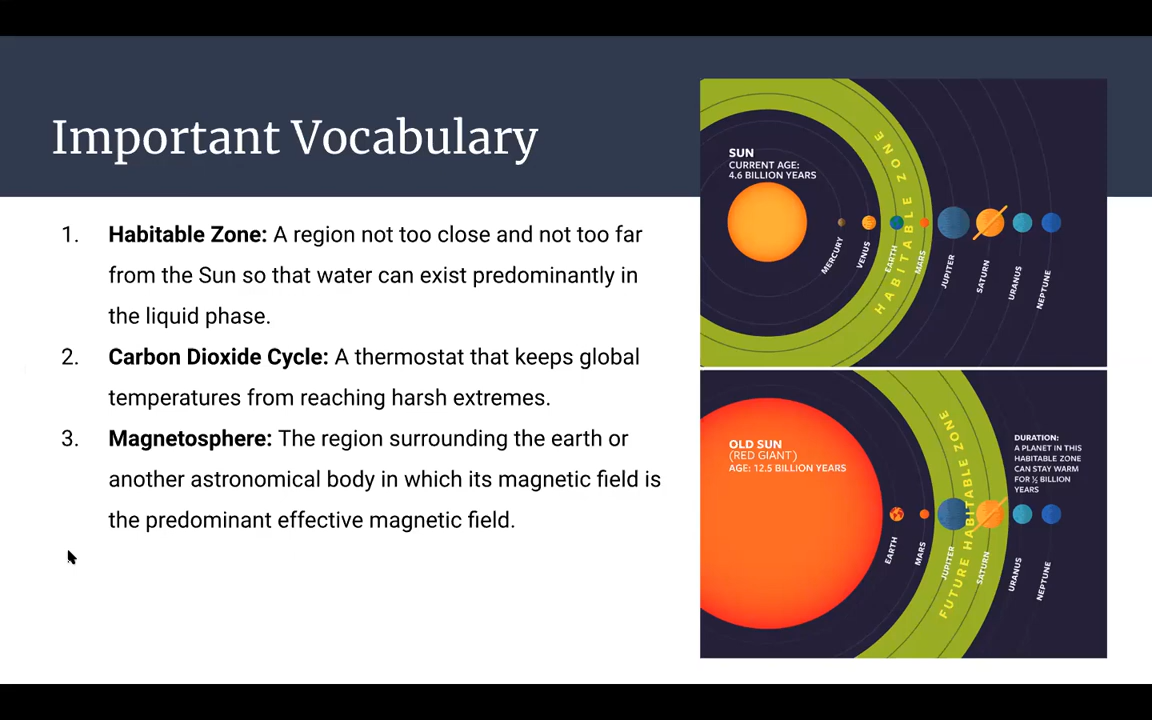 Important Vocabulary
1. Habitable Zone: A region not too close and not too far
from the Sun so that water can exist predominantly in
the liquid phase.
2. Carbon Dioxide Cycle: A thermostat that keeps global
temperatures from reaching harsh extremes.
3. Magnetosphere: The region surrounding the earth or
another astronomical body in which its magnetic field is
the predominant effective magnetic field.
SUN
CURRENT AGE:
4.6 BILLION YEARS
HABITABLE ZONE
MERCURY
VENUS
EARTH
MARS
JUPITER
SATURN
URANUS
NEPTUNE
OLD SUN
(RED GIANT)
AGE: 12.5 BILLION YEARS
FUTURE HABITABLE ZONE
DURATION:
A PLANET IN THIS
HABITABLE ZONE
CAN STAY WARM
FOR ½ BILLION
YEARS
EARTH
MARS
JUPITER
SATURN
URANUS
NEPTUNE